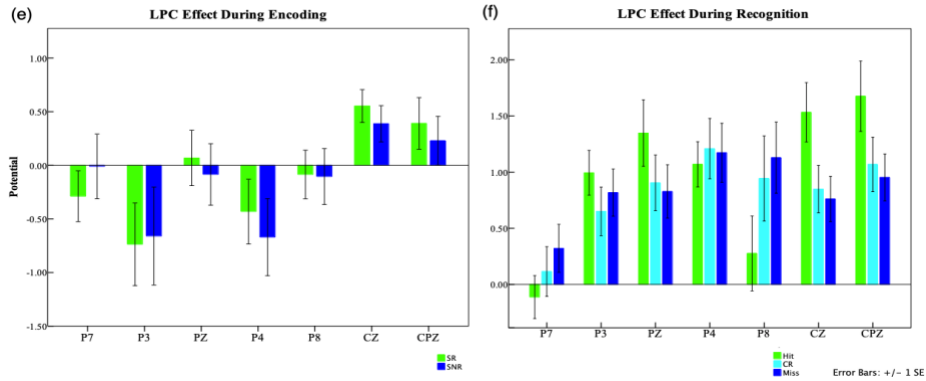 (e)
LPC Effect During Encoding
Potential
1.00
0.50
0.00
-0.50
-1.00
-1.50
P7 P3 PZ P4 P8 CZ CPZ
SR
SNR
(f)
LPC Effect During Recognition
2.00
1.50
1.00
0.50
0.00
P7 P3 PZ P4 P8 CZ CPZ
Hit
CR
Miss
Error Bars: +/- 1 SE